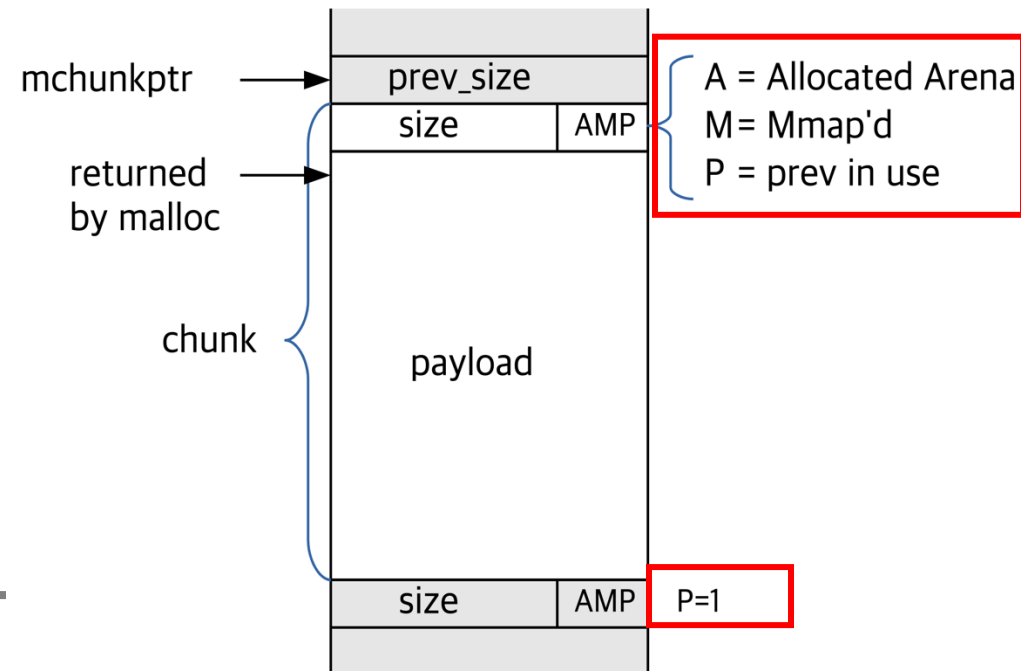 mchunkptr
prev_size
size
AMP
A = Allocated Arena
M= Mmap'd
P = prev in use
returned
by malloc
chunk
payload
size
AMP
P=1